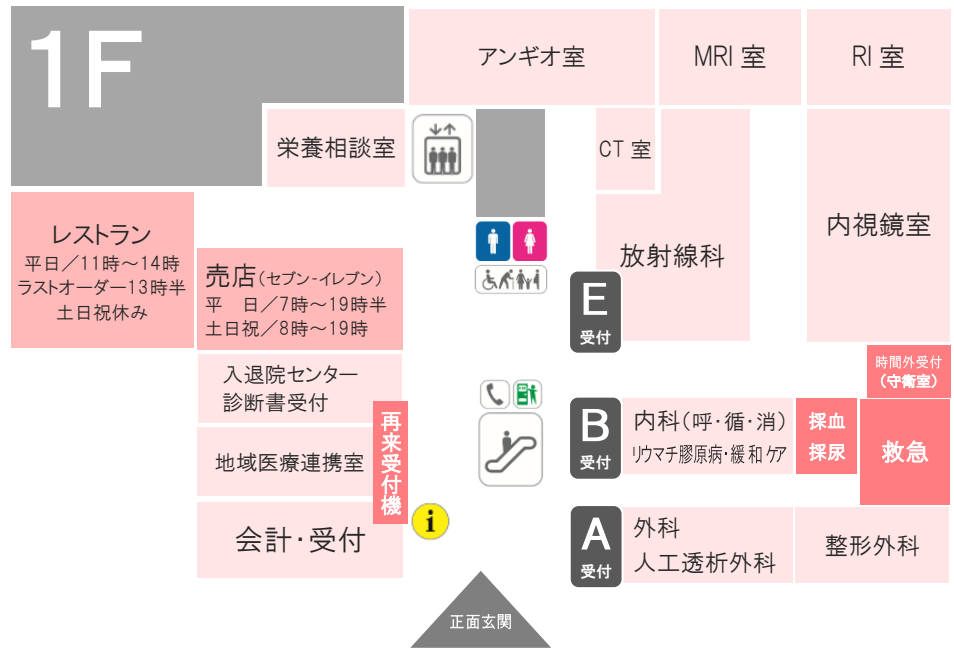 1F
アンギオ室
MRI 室
RI 室
栄養相談室
CT 室
レストラン
平日／11時～14時
ラストオーダー13時半
土日祝休み
売店(セブン-イレブン)
平　日／7時～19時半
土日祝／8時～19時
放射線科
内視鏡室
E
受付
入退院センター
診断書受付
時間外受付
(守衛室)
再来受付機
地域医療連携室
B
受付
内科(呼・循・消)
リウマチ膠原病・緩和ケア
採血
採尿
救急
会計・受付
i
A
受付
外科
人工透析外科
整形外科
正面玄関